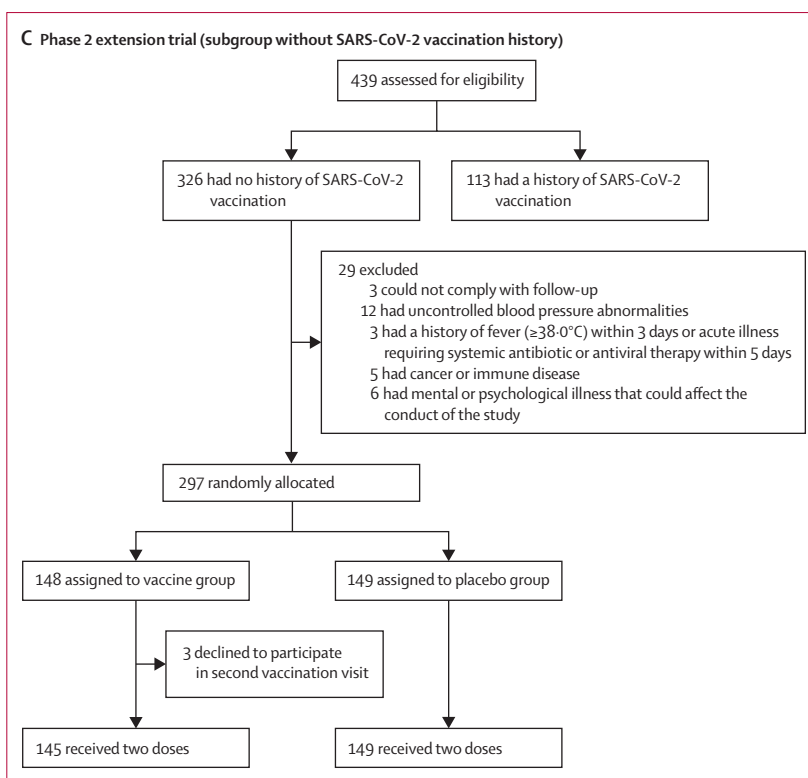 C Phase 2 extension trial (subgroup without SARS-CoV-2 vaccination history)
439 assessed for eligibility
326 had no history of SARS-CoV-2
vaccination
113 had a history of SARS-CoV-2
vaccination
29 excluded
3 could not comply with follow-up
12 had uncontrolled blood pressure abnormalities
3 had a history of fever (≥38·0°C) within 3 days or acute illness
requiring systemic antibiotic or antiviral therapy within 5 days
5 had cancer or immune disease
6 had mental or psychological illness that could affect the
conduct of the study
297 randomly allocated
148 assigned to vaccine group
149 assigned to placebo group
3 declined to participate
in second vaccination visit
145 received two doses
149 received two doses